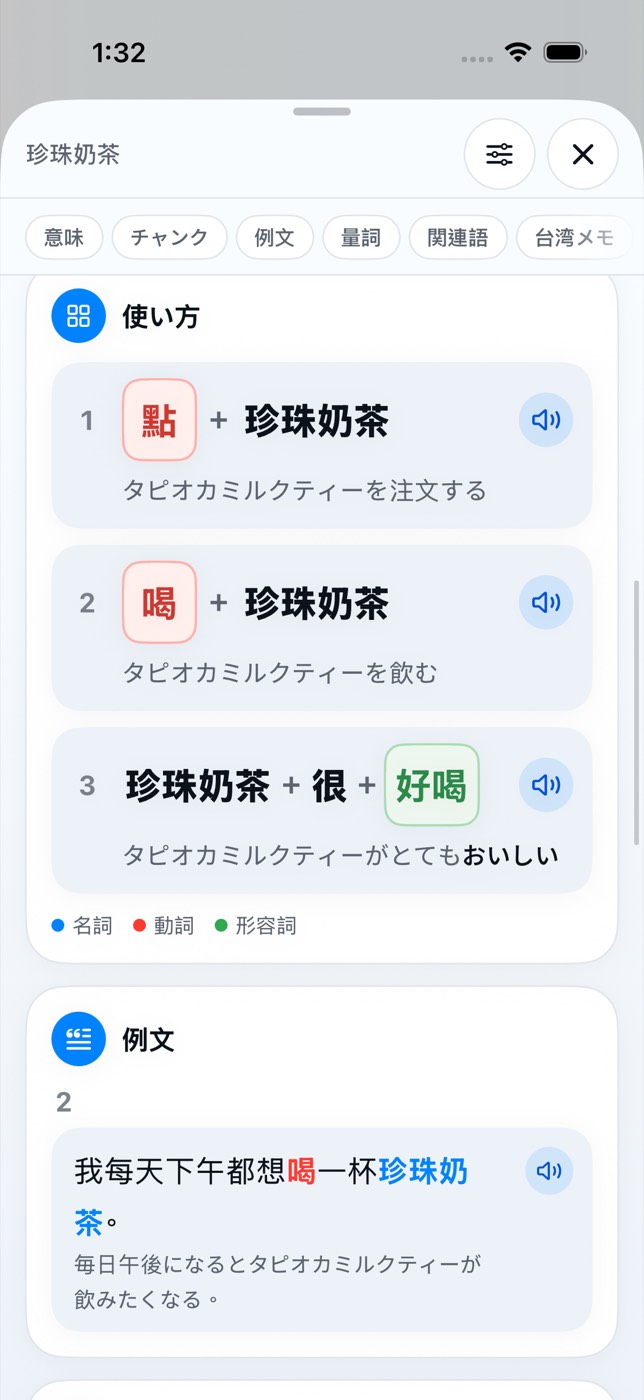 1:32
珍珠奶茶
意味 チャンク 例文 量詞 関連語 台湾メモ
使い方
1 點 + 珍珠奶茶
タピオカミルクティーを注文する
2 喝 + 珍珠奶茶
タピオカミルクティーを飲む
3 珍珠奶茶 + 很 + 好喝
タピオカミルクティーがとてもおいしい
名詞 動詞 形容詞
例文
2
我每天下午都想喝一杯珍珠奶
茶。
毎日午後になるとタピオカミルクティーが
飲みたくなる。